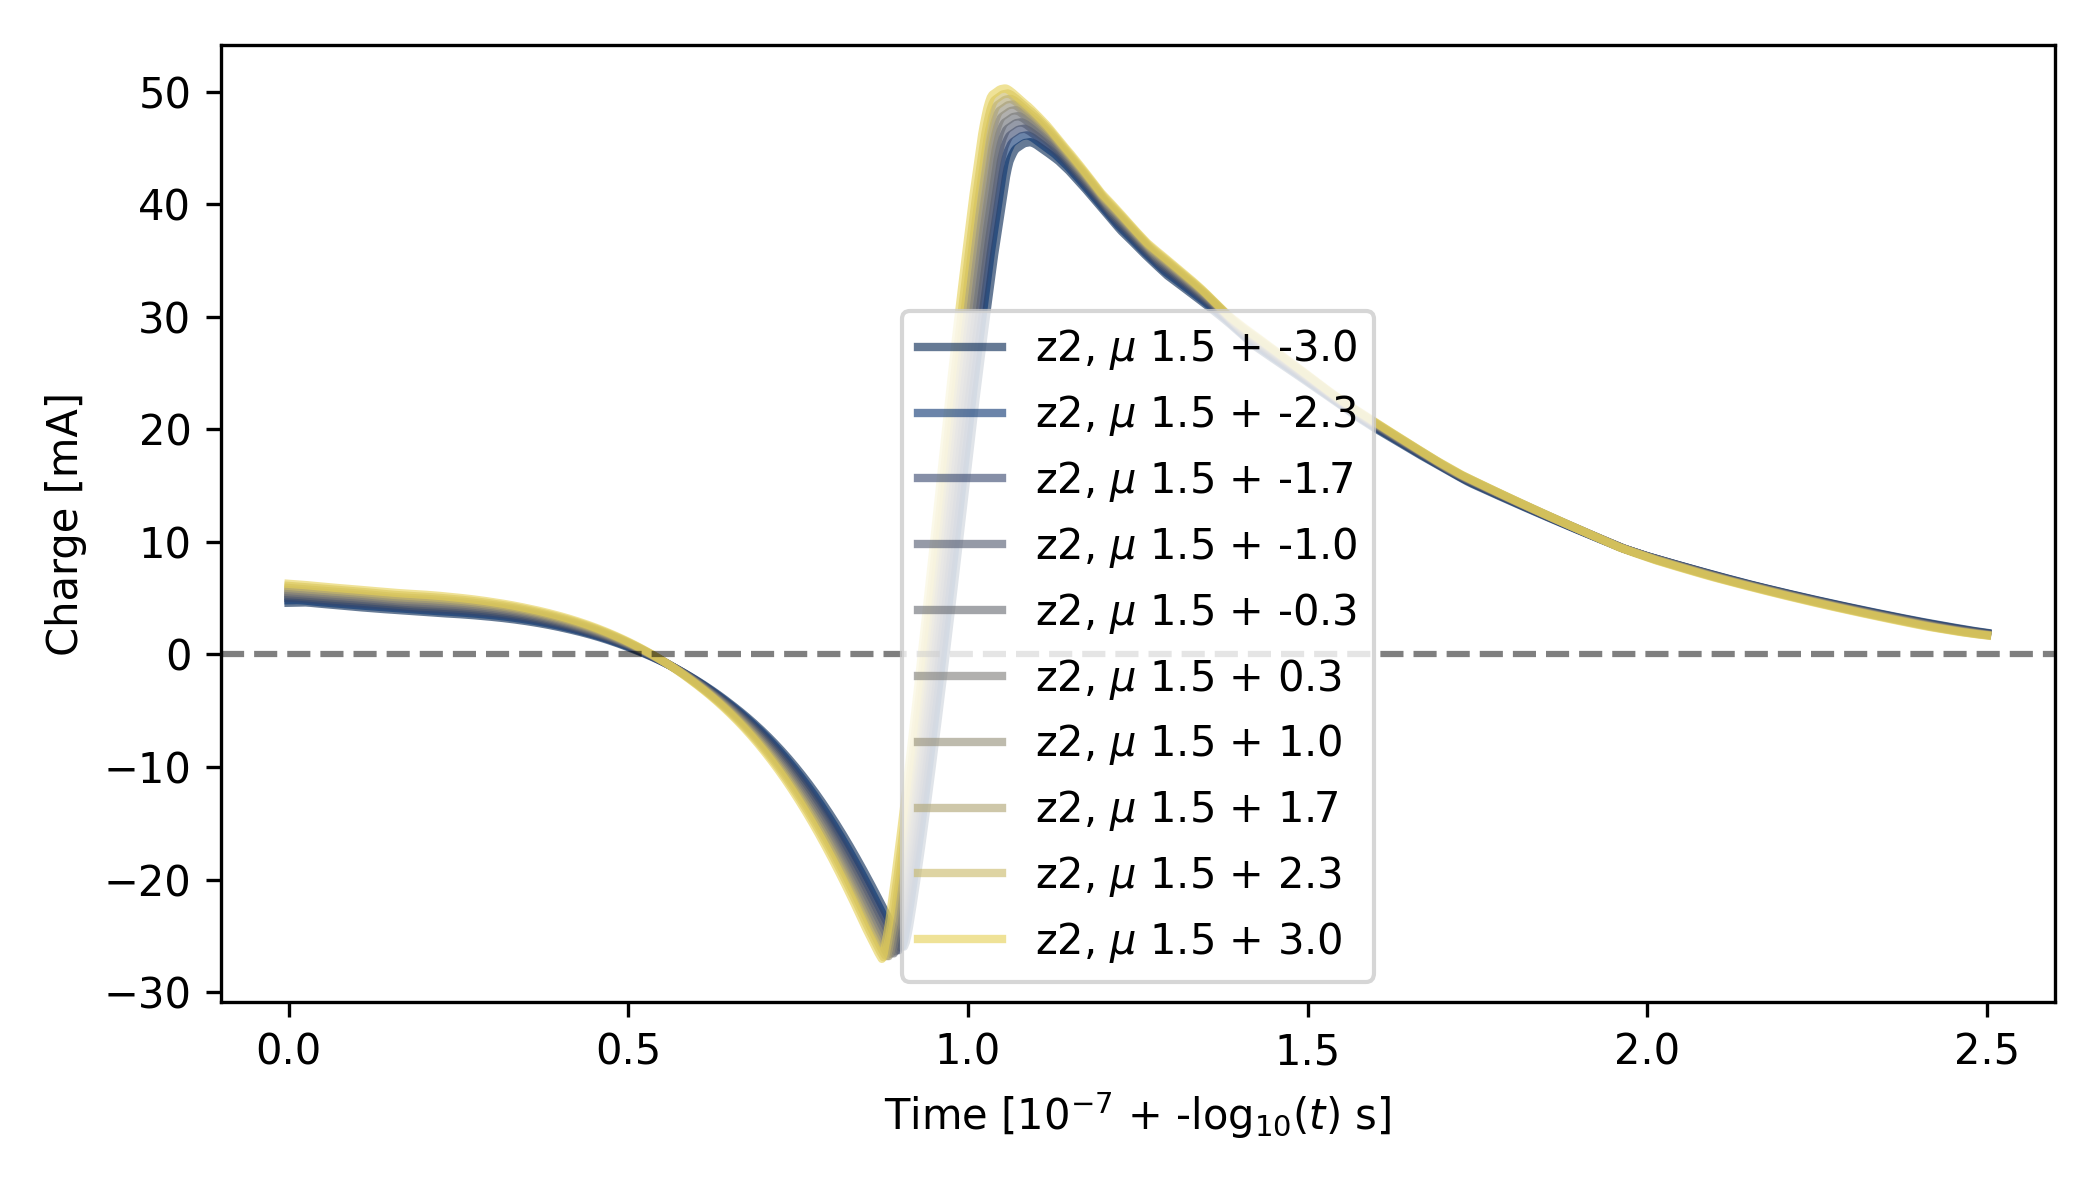 50
40
30
20
10
0
−10
−20
−30
Charge [mA]
z2, μ 1.5 + -3.0
z2, μ 1.5 + -2.3
z2, μ 1.5 + -1.7
z2, μ 1.5 + -1.0
z2, μ 1.5 + -0.3
z2, μ 1.5 + 0.3
z2, μ 1.5 + 1.0
z2, μ 1.5 + 1.7
z2, μ 1.5 + 2.3
z2, μ 1.5 + 3.0
0.0 0.5 1.0 1.5 2.0 2.5
Time [10⁻⁷ + -log₁₀(t) s]